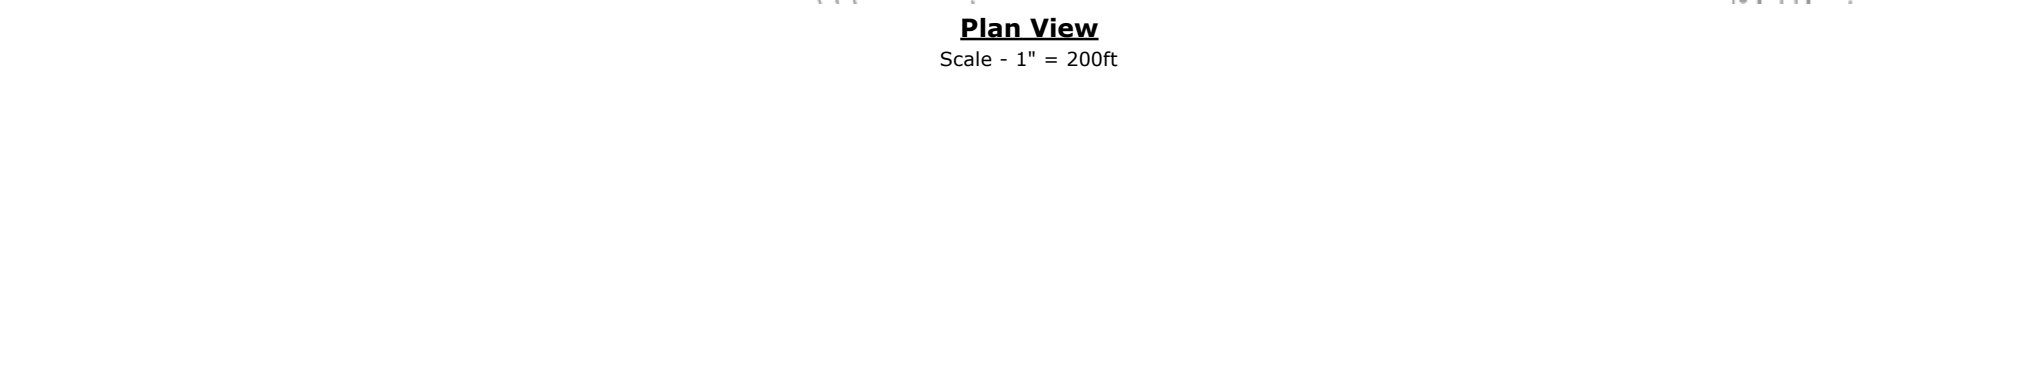 Plan View
Scale - 1" = 200ft